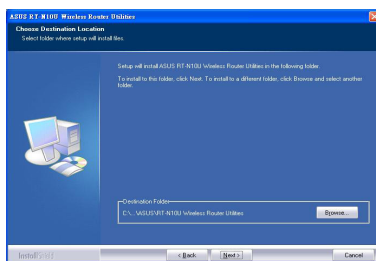 ASUS RT-N10U Wireless Router Utilities
Choose Destination Location
Select folder where setup will install files.
Setup will install ASUS RT-N10U Wireless Router Utilities in the following folder.
To install to this folder, click Next. To install to a different folder, click Browse and select another
folder.
Destination Folder
C:\...\ASUS\RT-N10U Wireless Router Utilities
Browse...
InstallShield
< Back
Next >
Cancel